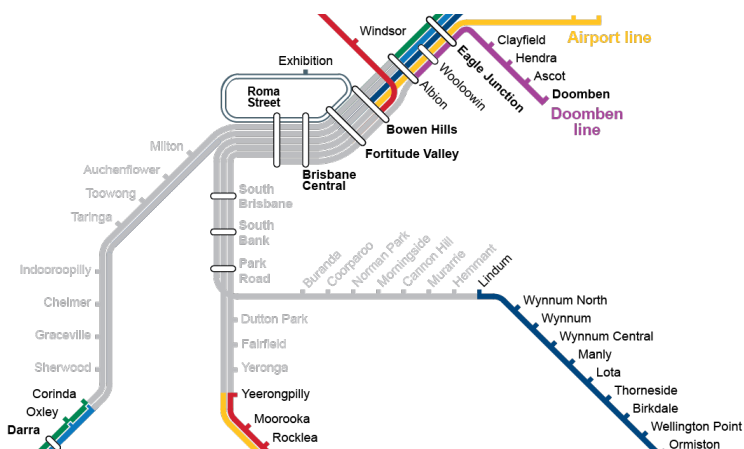 Windsor
Airport line
Clayfield
Hendra
Ascot
Doomben
Doomben
line
Eagle Junction
Wooloowin
Albion
Bowen Hills
Fortitude Valley
Exhibition
Roma
Street
Brisbane
Central
Milton
Auchenflower
Toowong
Taringa
Indooroopilly
Chelmer
Graceville
Sherwood
Corinda
Oxley
Darra
South
Brisbane
South
Bank
Park
Road
Buranda
Coorparoo
Norman Park
Morningside
Cannon Hill
Murarrie
Hemmant
Lindum
Wynnum North
Wynnum
Wynnum Central
Manly
Lota
Thorneside
Birkdale
Wellington Point
Ormiston
Dutton Park
Fairfield
Yeronga
Yeerongpilly
Moorooka
Rocklea